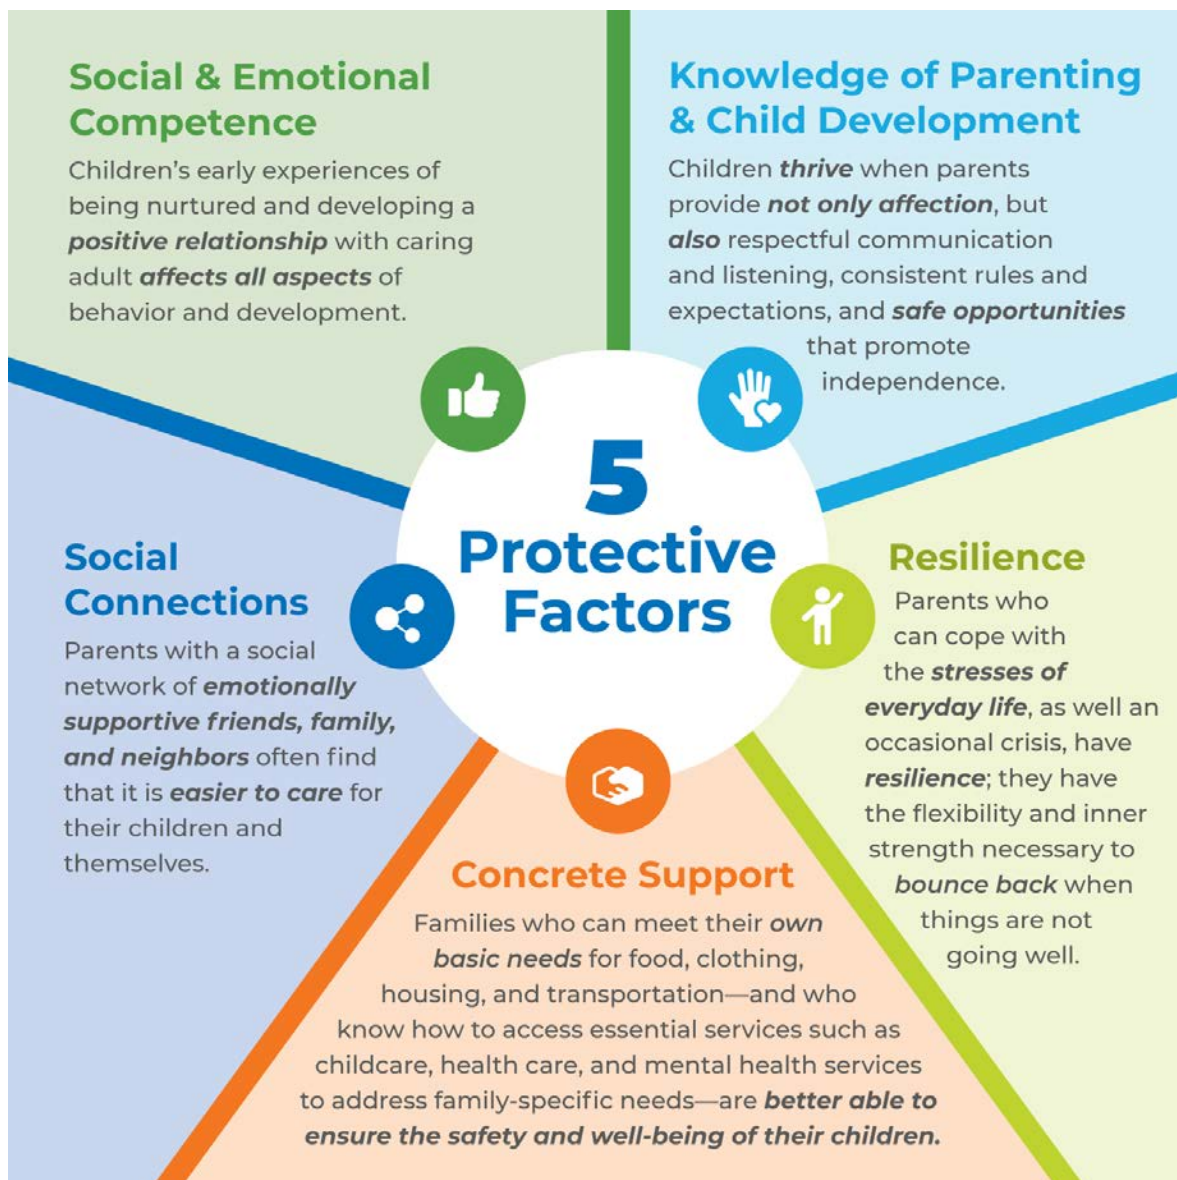 Social & Emotional
Competence
Children’s early experiences of
being nurtured and developing a
positive relationship with caring
adult affects all aspects of
behavior and development.
Knowledge of Parenting
& Child Development
Children thrive when parents
provide not only affection, but
also respectful communication
and listening, consistent rules and
expectations, and safe opportunities
that promote
independence.
5
Protective
Factors
Social
Connections
Parents with a social
network of emotionally
supportive friends, family,
and neighbors often find
that it is easier to care for
their children and
themselves.
Resilience
Parents who
can cope with
the stresses of
everyday life, as well an
occasional crisis, have
resilience; they have
the flexibility and inner
strength necessary to
bounce back when
things are not
going well.
Concrete Support
Families who can meet their own
basic needs for food, clothing,
housing, and transportation—and who
know how to access essential services such as
childcare, health care, and mental health services
to address family-specific needs—are better able to
ensure the safety and well-being of their children.